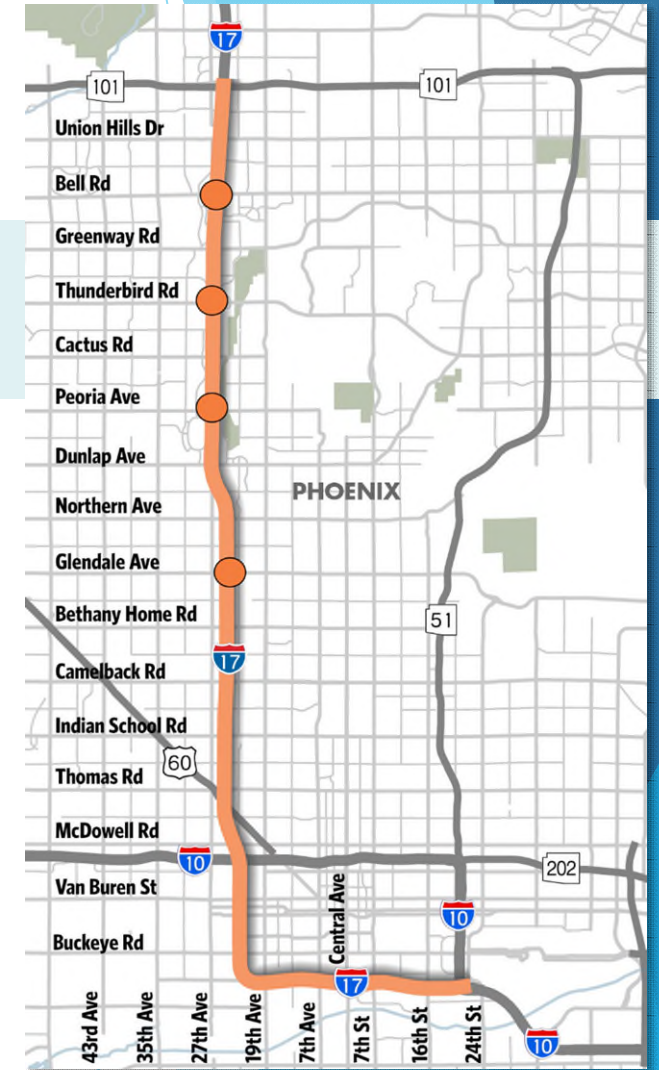 17
101
101
Union Hills Dr
Bell Rd
Greenway Rd
Thunderbird Rd
Cactus Rd
Peoria Ave
Dunlap Ave
PHOENIX
Northern Ave
Glendale Ave
Bethany Home Rd
51
17
Camelback Rd
Indian School Rd
60
Thomas Rd
McDowell Rd
10
202
Van Buren St
Central Ave
10
Buckeye Rd
17
43rd Ave
35th Ave
27th Ave
19th Ave
7th Ave
7th St
16th St
24th St
10